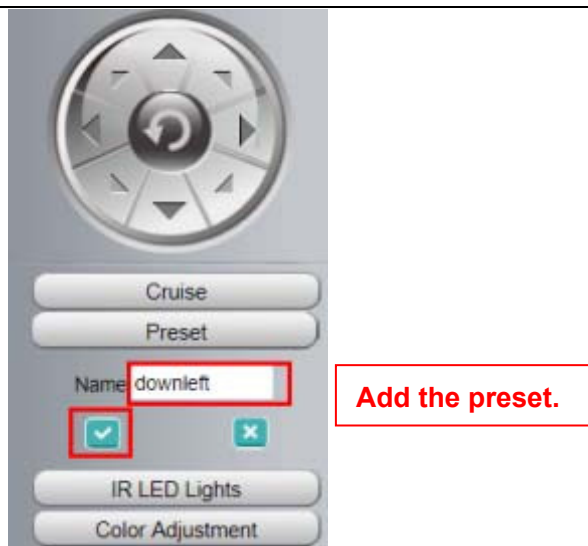 Cruise
Preset
Name downleft
Add the preset.
IR LED Lights
Color Adjustment